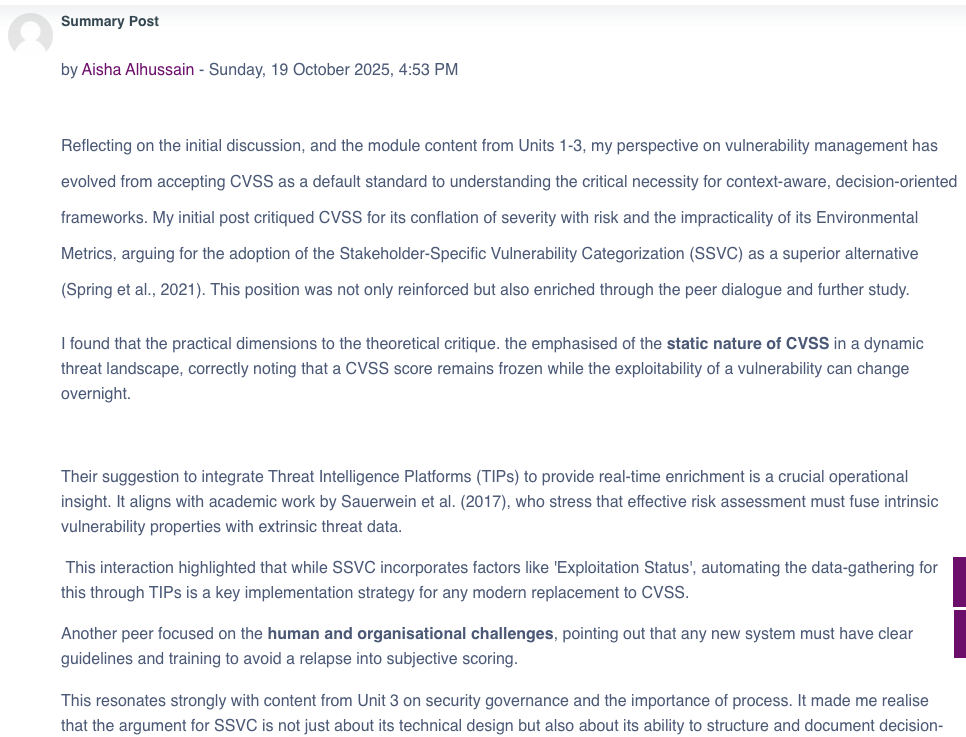 Summary Post
by Aisha Alhussain - Sunday, 19 October 2025, 4:53 PM
Reflecting on the initial discussion, and the module content from Units 1-3, my perspective on vulnerability management has
evolved from accepting CVSS as a default standard to understanding the critical necessity for context-aware, decision-oriented
frameworks. My initial post critiqued CVSS for its conflation of severity with risk and the impracticality of its Environmental
Metrics, arguing for the adoption of the Stakeholder-Specific Vulnerability Categorization (SSVC) as a superior alternative
(Spring et al., 2021). This position was not only reinforced but also enriched through the peer dialogue and further study.
I found that the practical dimensions to the theoretical critique. the emphasised of the static nature of CVSS in a dynamic
threat landscape, correctly noting that a CVSS score remains frozen while the exploitability of a vulnerability can change
overnight.
Their suggestion to integrate Threat Intelligence Platforms (TIPs) to provide real-time enrichment is a crucial operational
insight. It aligns with academic work by Sauerwein et al. (2017), who stress that effective risk assessment must fuse intrinsic
vulnerability properties with extrinsic threat data.
This interaction highlighted that while SSVC incorporates factors like 'Exploitation Status', automating the data-gathering for
this through TIPs is a key implementation strategy for any modern replacement to CVSS.
Another peer focused on the human and organisational challenges, pointing out that any new system must have clear
guidelines and training to avoid a relapse into subjective scoring.
This resonates strongly with content from Unit 3 on security governance and the importance of process. It made me realise
that the argument for SSVC is not just about its technical design but also about its ability to structure and document decision-